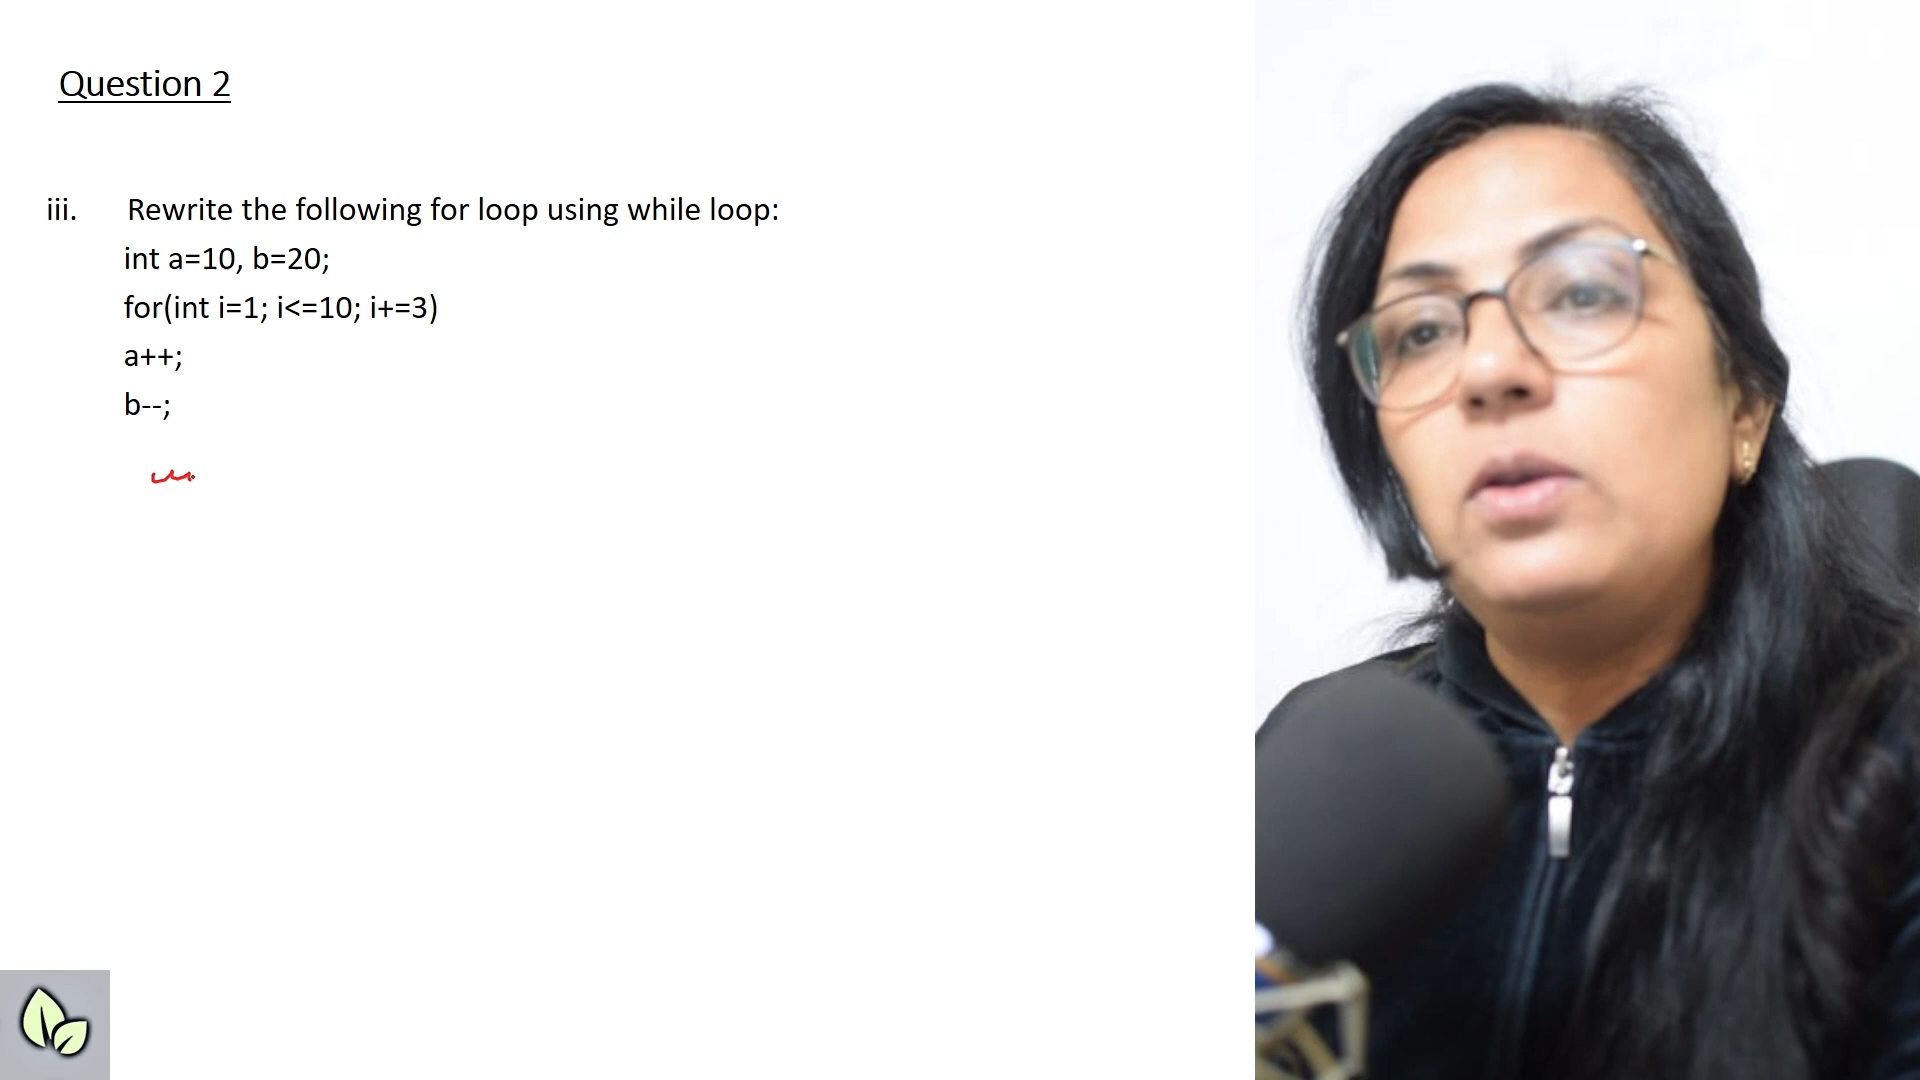 Question 2
iii. Rewrite the following for loop using while loop:
int a=10, b=20;
for(int i=1; i<=10; i+=3)
a++;
b--;